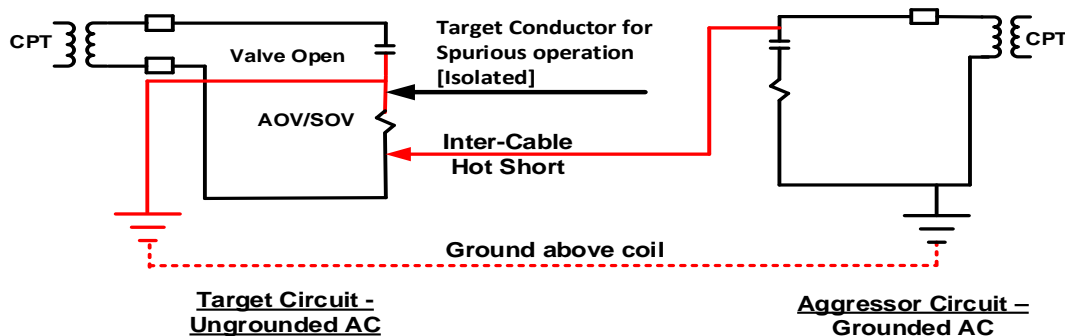 CPT
Valve Open
AOV/SOV
Target Conductor for
Spurious operation
[Isolated]
Inter-Cable
Hot Short
CPT
Ground above coil
Target Circuit -
Ungrounded AC
Aggressor Circuit –
Grounded AC